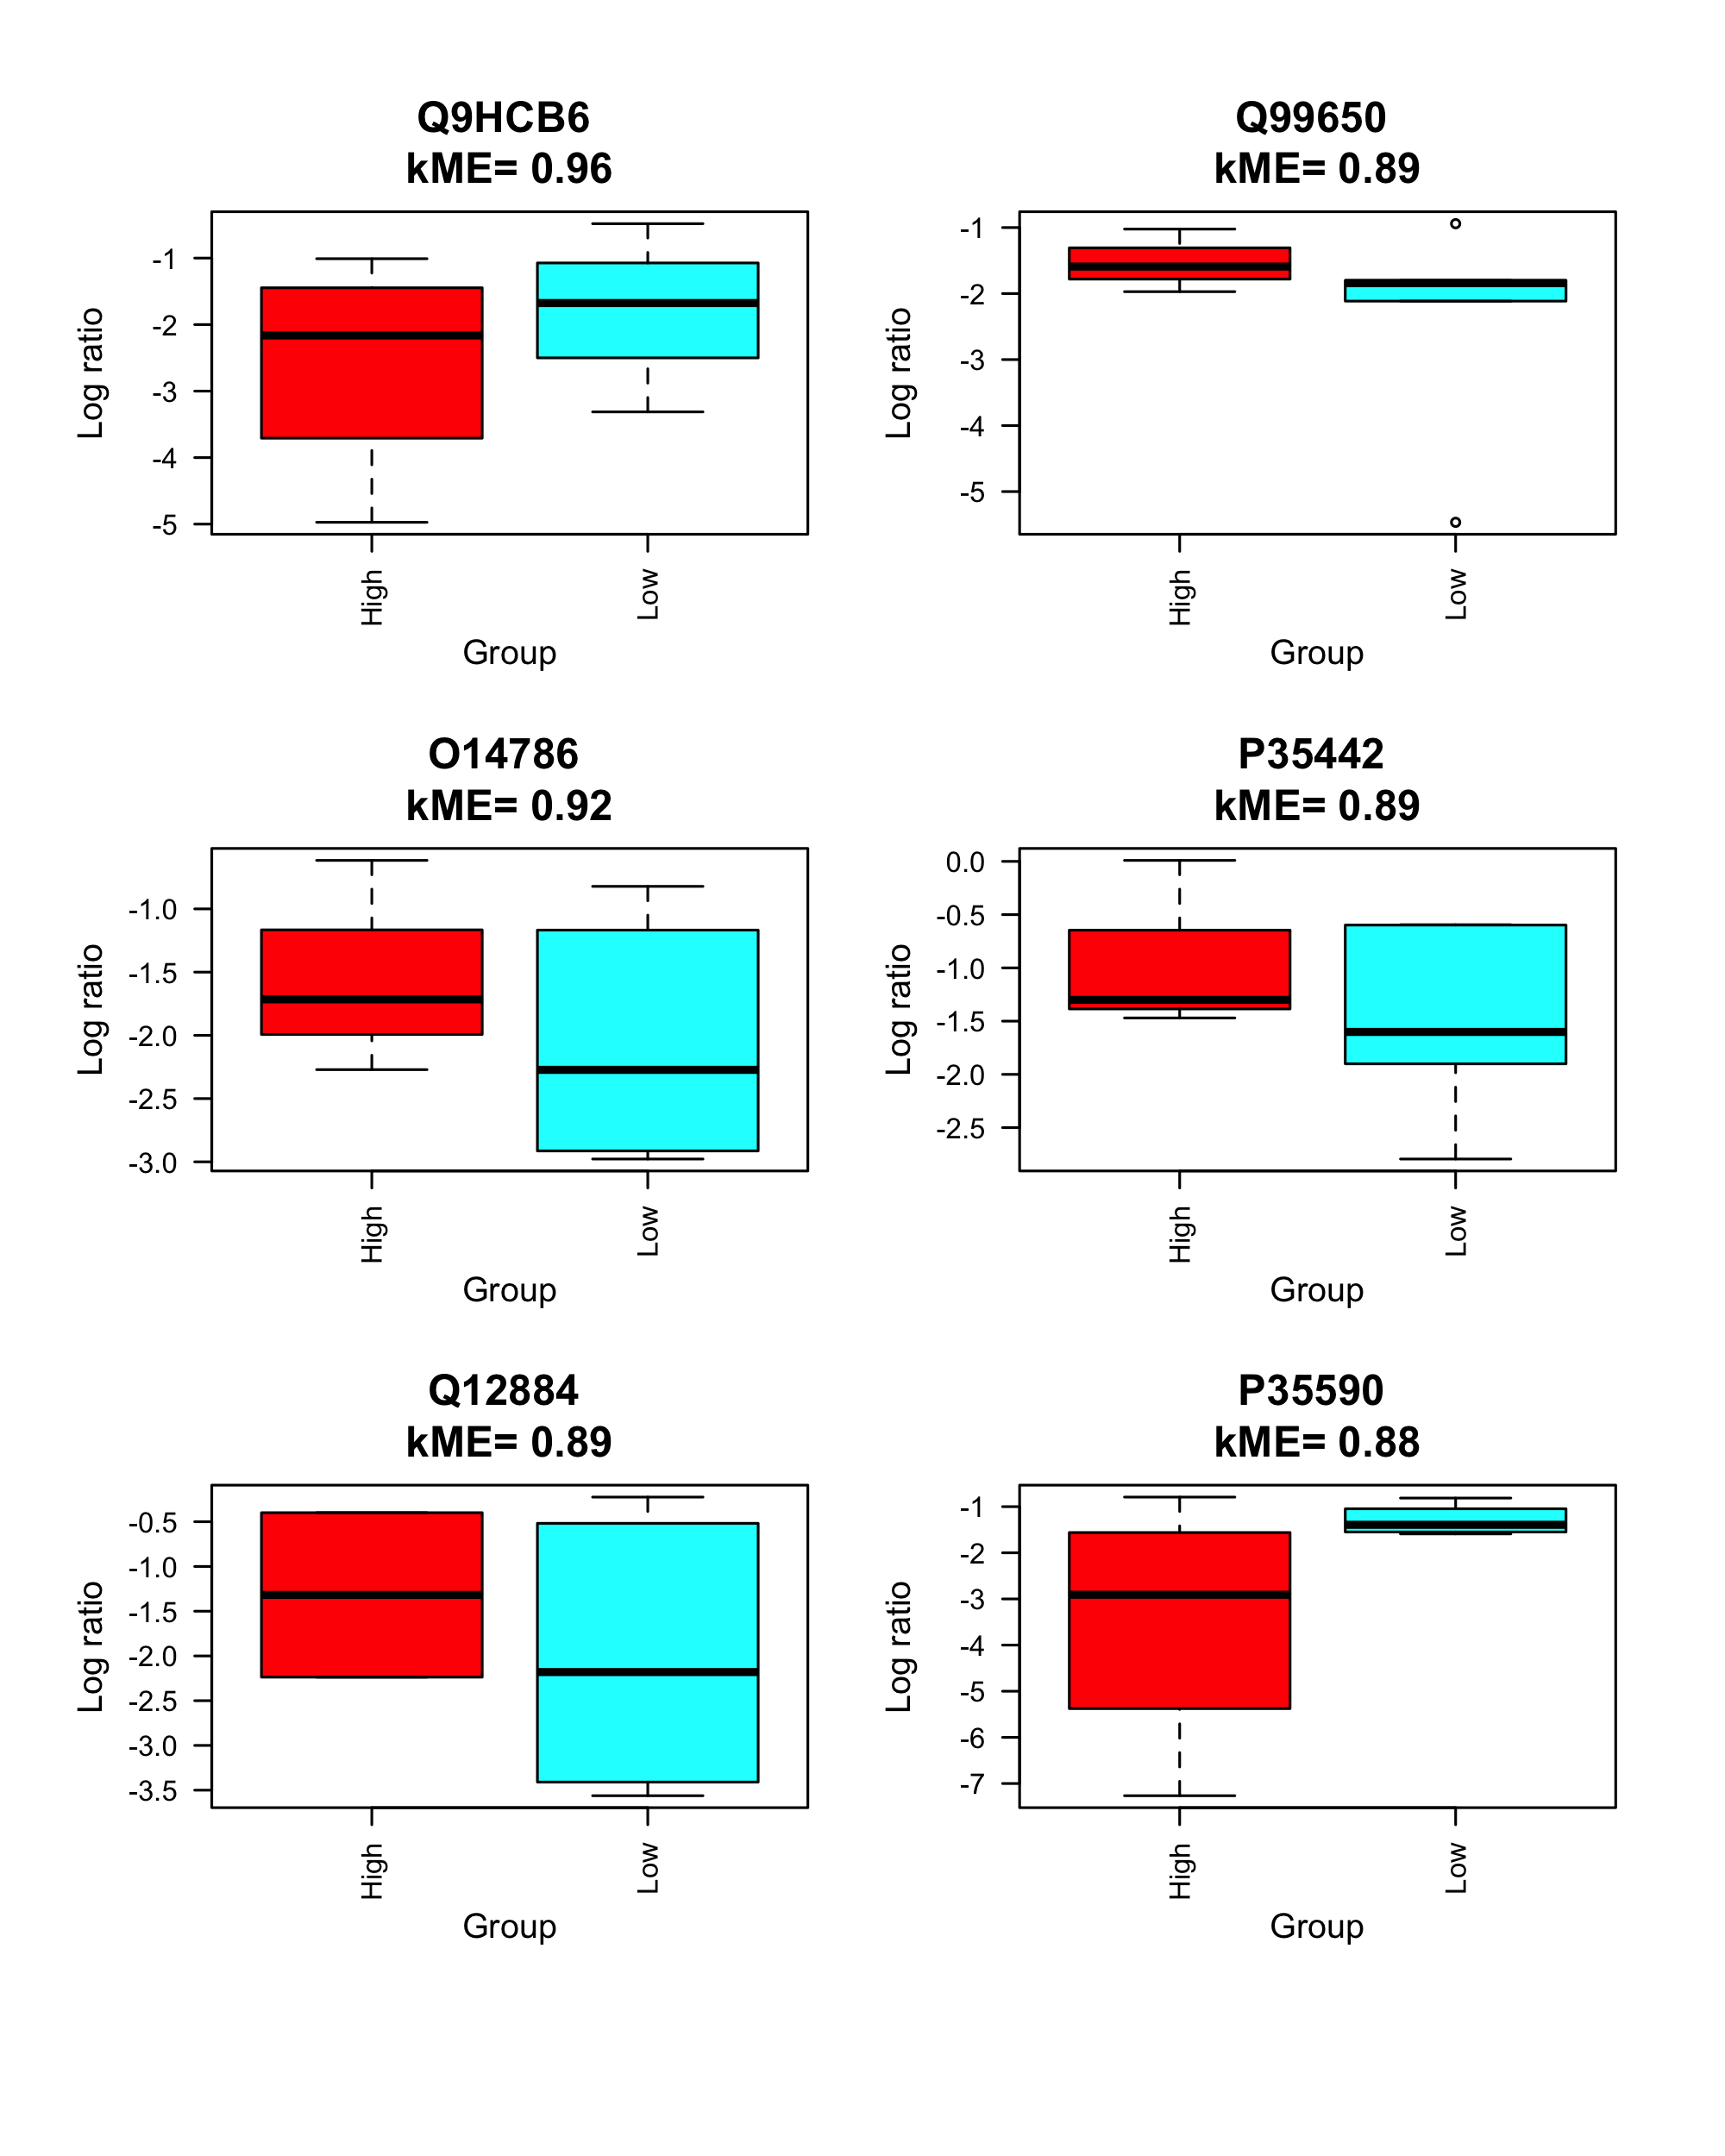 Q9HCB6
kME= 0.96
Log ratio
-1
-2
-3
-4
-5
High
Low
Group
Q99650
kME= 0.89
Log ratio
-1
-2
-3
-4
-5
High
Low
Group
O14786
kME= 0.92
Log ratio
-1.0
-1.5
-2.0
-2.5
-3.0
High
Low
Group
P35442
kME= 0.89
Log ratio
0.0
-0.5
-1.0
-1.5
-2.0
-2.5
High
Low
Group
Q12884
kME= 0.89
Log ratio
-0.5
-1.0
-1.5
-2.0
-2.5
-3.0
-3.5
High
Low
Group
P35590
kME= 0.88
Log ratio
-1
-2
-3
-4
-5
-6
-7
High
Low
Group